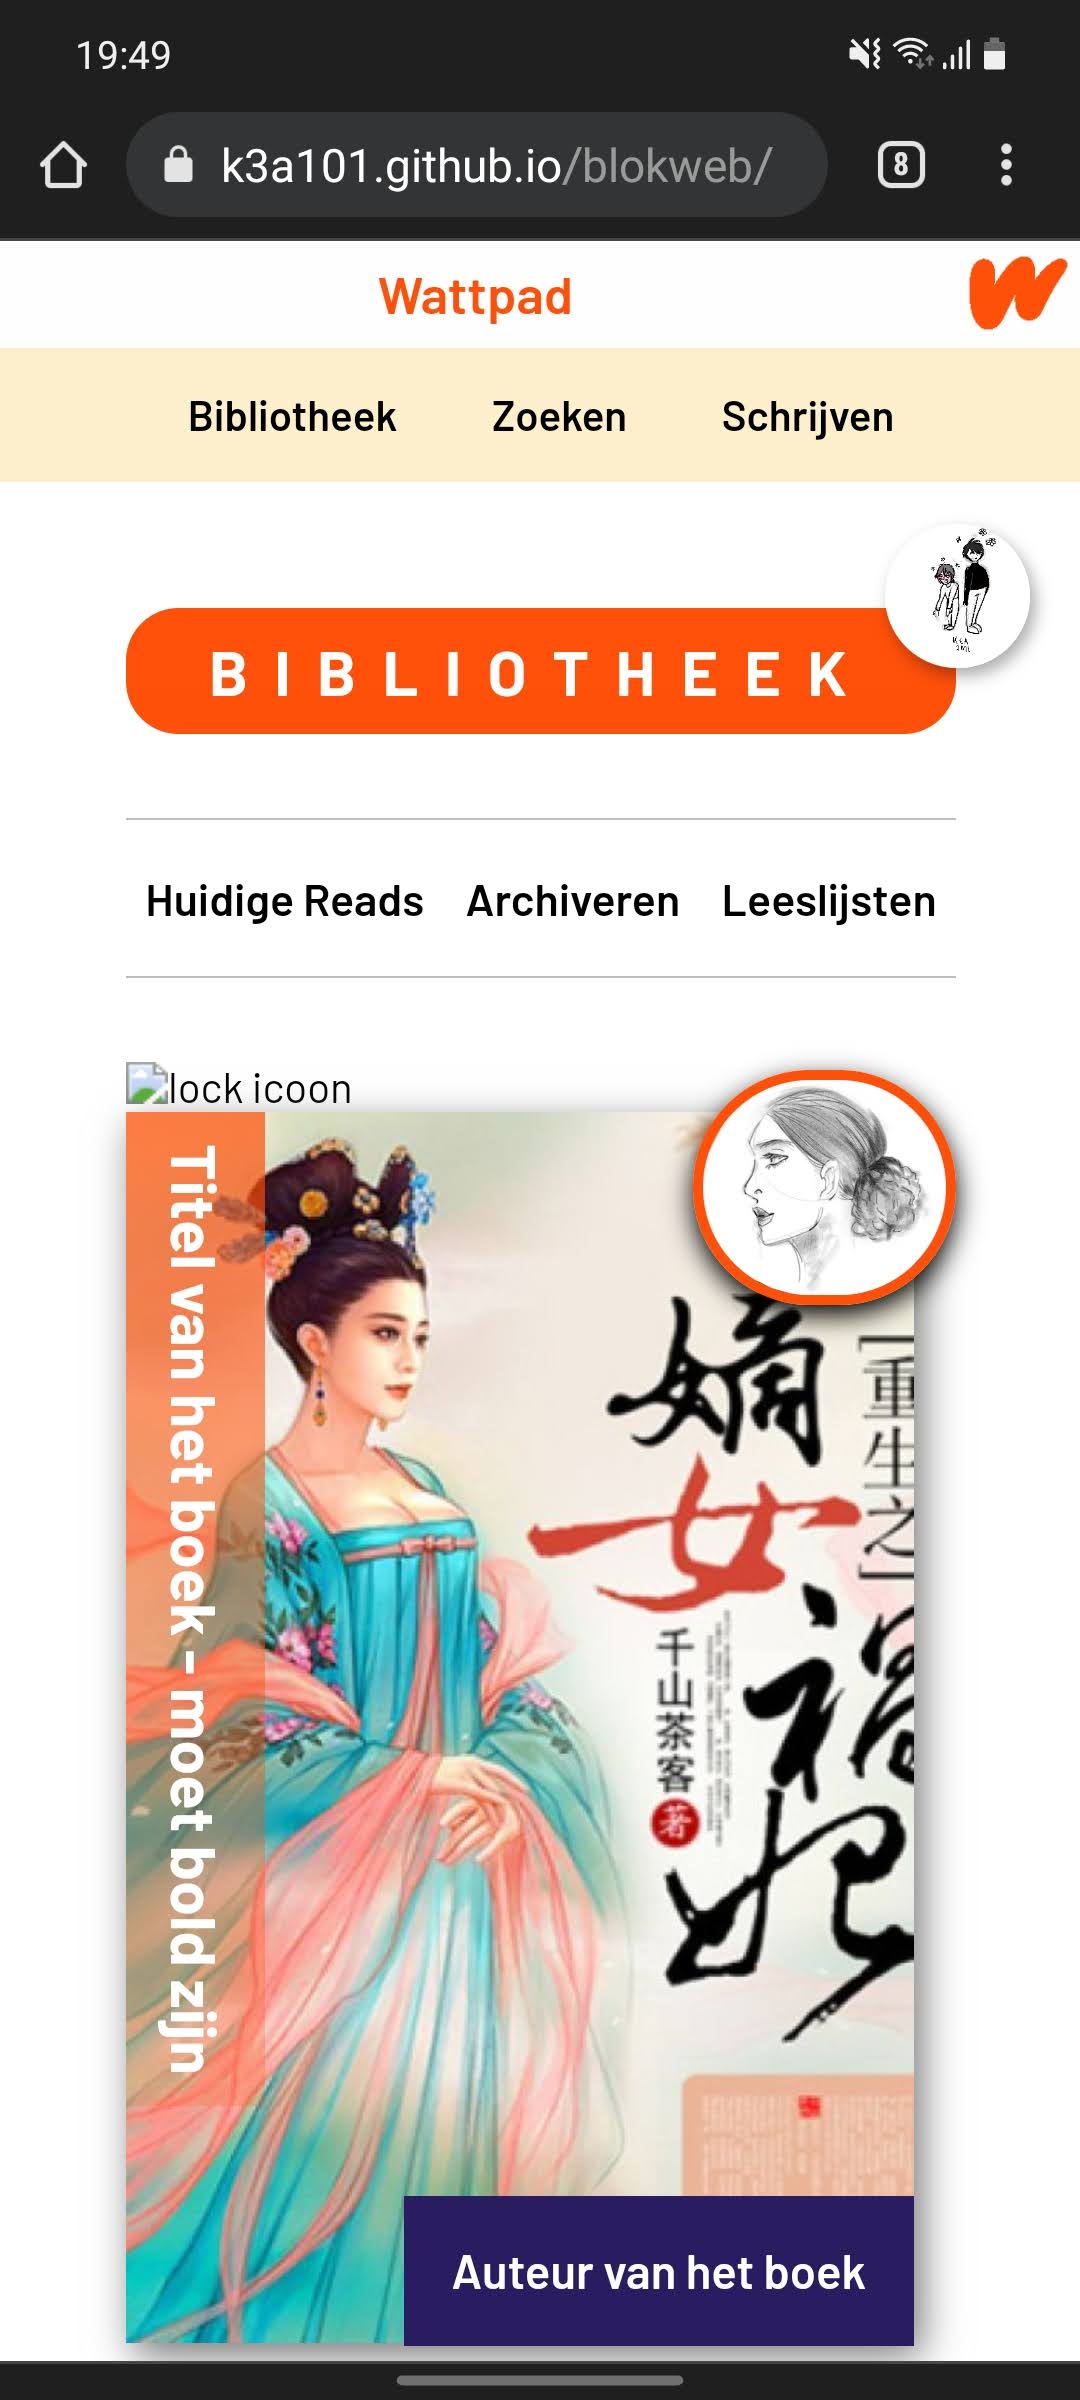 19:49
k3a101.github.io/blokweb/
8
Wattpad
Bibliotheek Zoeken Schrijven
BIBLIOTHEEK
Huidige Reads Archiveren Leeslijsten
lock icoon
Titel van het boek - moet bold zijn
[重生之]
嫡女祸妃
千山茶客
著
Auteur van het boek